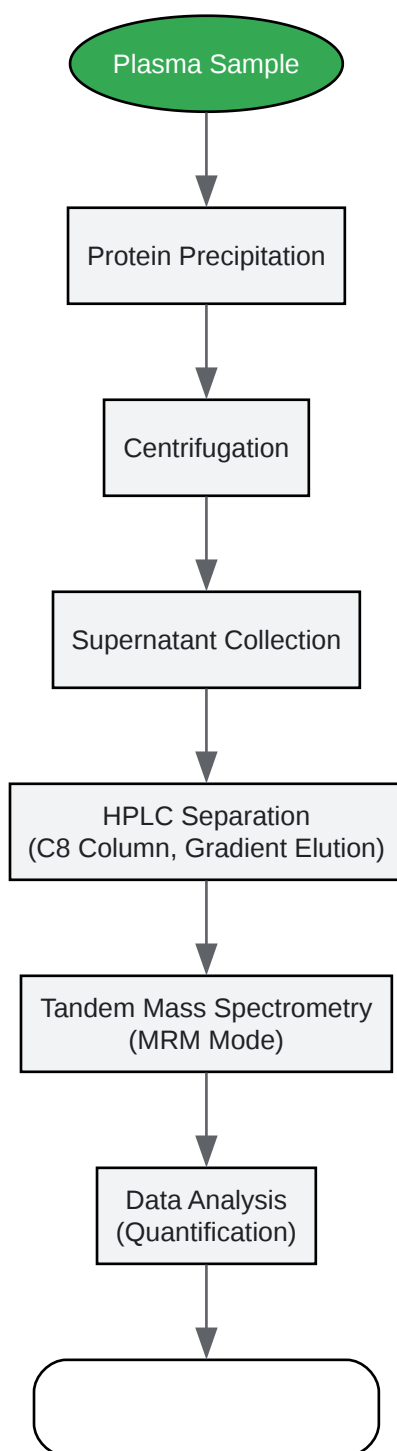 Plasma Sample
Protein Precipitation
Centrifugation
Supernatant Collection
HPLC Separation
(C8 Column, Gradient Elution)
Tandem Mass Spectrometry
(MRM Mode)
Data Analysis
(Quantification)